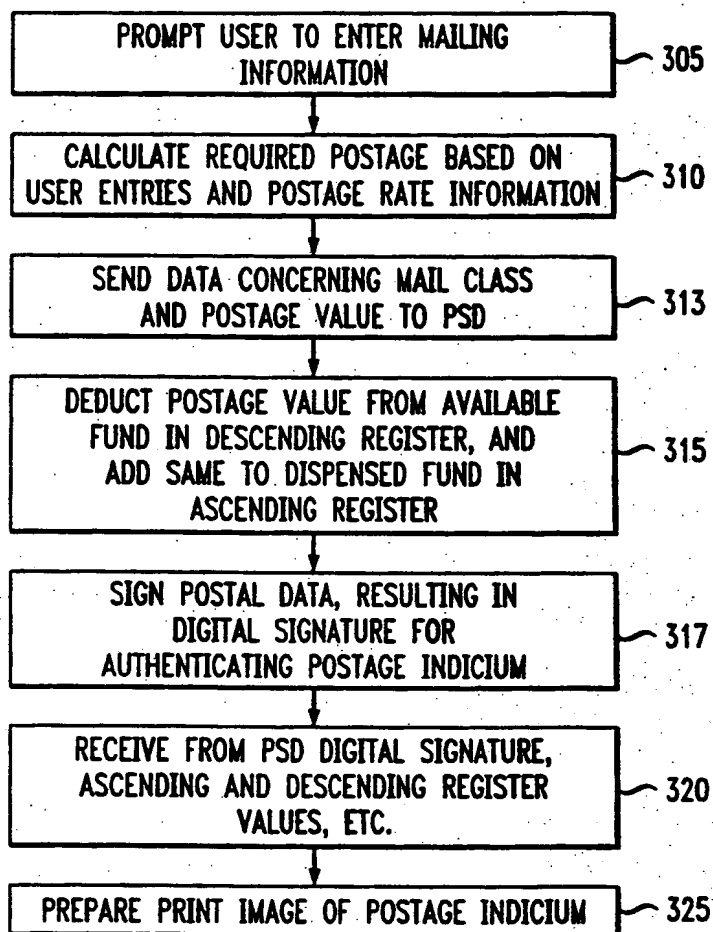 PROMPT USER TO ENTER MAILING
INFORMATION
305
CALCULATE REQUIRED POSTAGE BASED ON
USER ENTRIES AND POSTAGE RATE INFORMATION
310
SEND DATA CONCERNING MAIL CLASS
AND POSTAGE VALUE TO PSD
313
DEDUCT POSTAGE VALUE FROM AVAILABLE
FUND IN DESCENDING REGISTER, AND
ADD SAME TO DISPENSED FUND IN
ASCENDING REGISTER
315
SIGN POSTAL DATA, RESULTING IN
DIGITAL SIGNATURE FOR
AUTHENTICATING POSTAGE INDICIUM
317
RECEIVE FROM PSD DIGITAL SIGNATURE,
ASCENDING AND DESCENDING REGISTER
VALUES, ETC.
320
PREPARE PRINT IMAGE OF POSTAGE INDICIUM
325